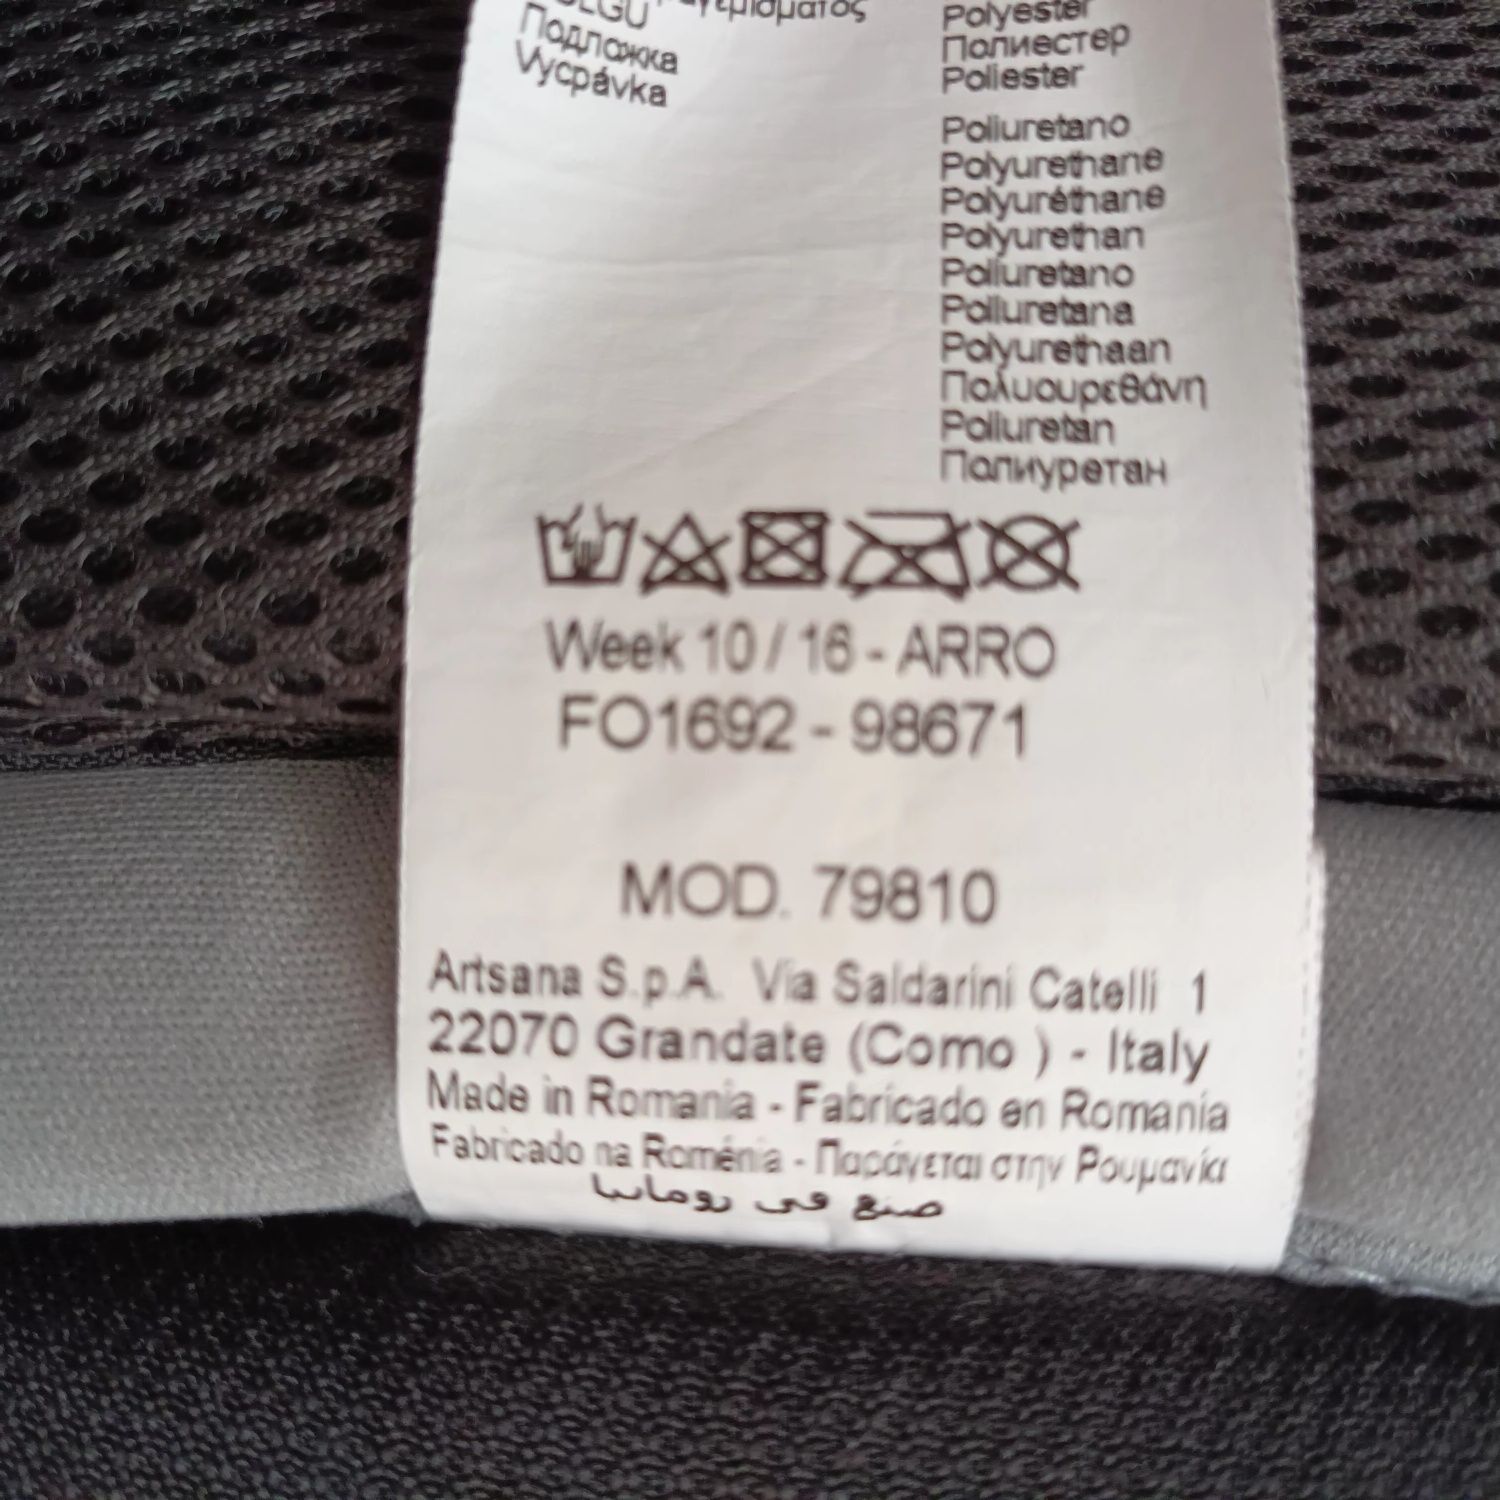 Подложка
Vycpávka
Polyester
Полиестер
Poliester
Poliuretano
Polyurethane
Polyuréthane
Polyurethan
Poliuretano
Poliuretana
Polyurethaan
Πολυουρεθάνη
Poliuretan
Полиуретан
Week 10 / 16 - ARRO
FO1692 - 98671
MOD. 79810
Artsana S.p.A. Via Saldarini Catelli 1
22070 Grandate (Como ) - Italy
Made in Romania - Fabricado en Romania
Fabricado na Roménia - Παράγεται στην Ρουμανία
صنع في رومانيا